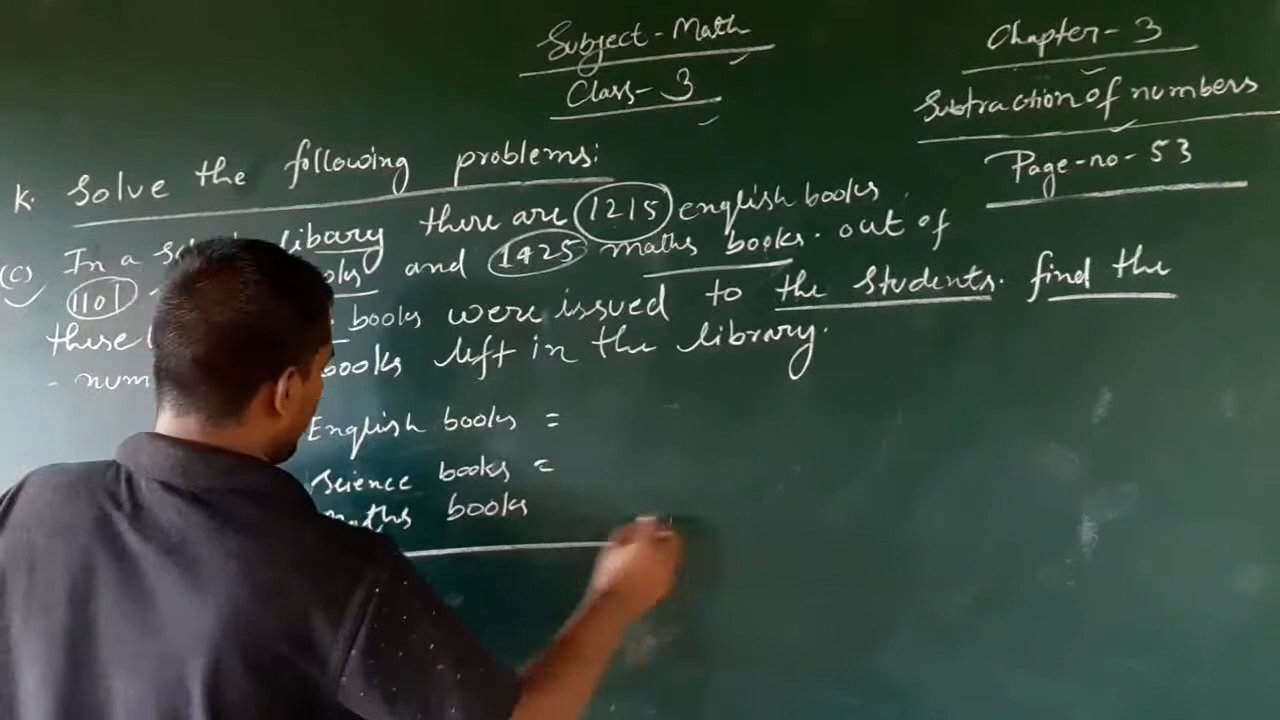 Subject - Math
Class - 3
Chapter - 3
Subtraction of numbers
Page - no - 53
K. Solve the following problems:
(c) In a libary there are 1215 english books
1101 and 1425 maths books. out of
these books were issued to the students. find the
- num books left in the library.
English books =
Science books =
Maths books